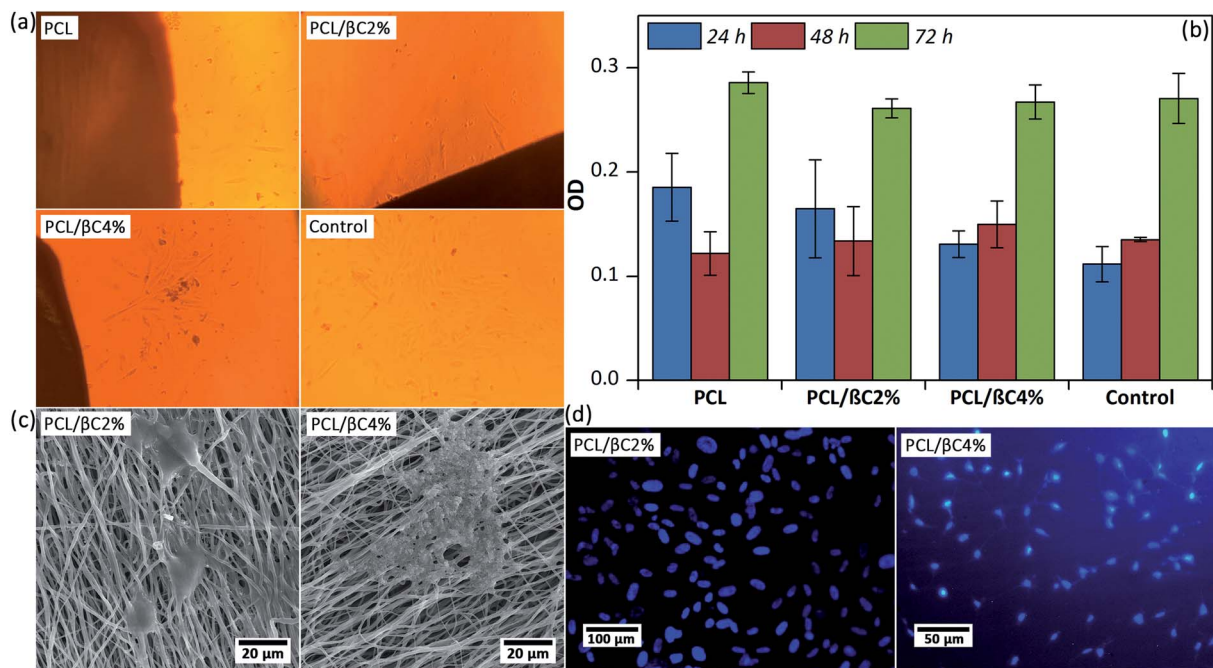 (a)
PCL
PCL/βC2%
PCL/βC4%
Control
(b)
24 h 48 h 72 h
OD
0.3
0.2
0.1
0.0
PCL PCL/ßC2% PCL/ßC4% Control
(c)
PCL/βC2%
20 µm
PCL/βC4%
20 µm
(d)
PCL/βC2%
100 µm
PCL/βC4%
50 µm